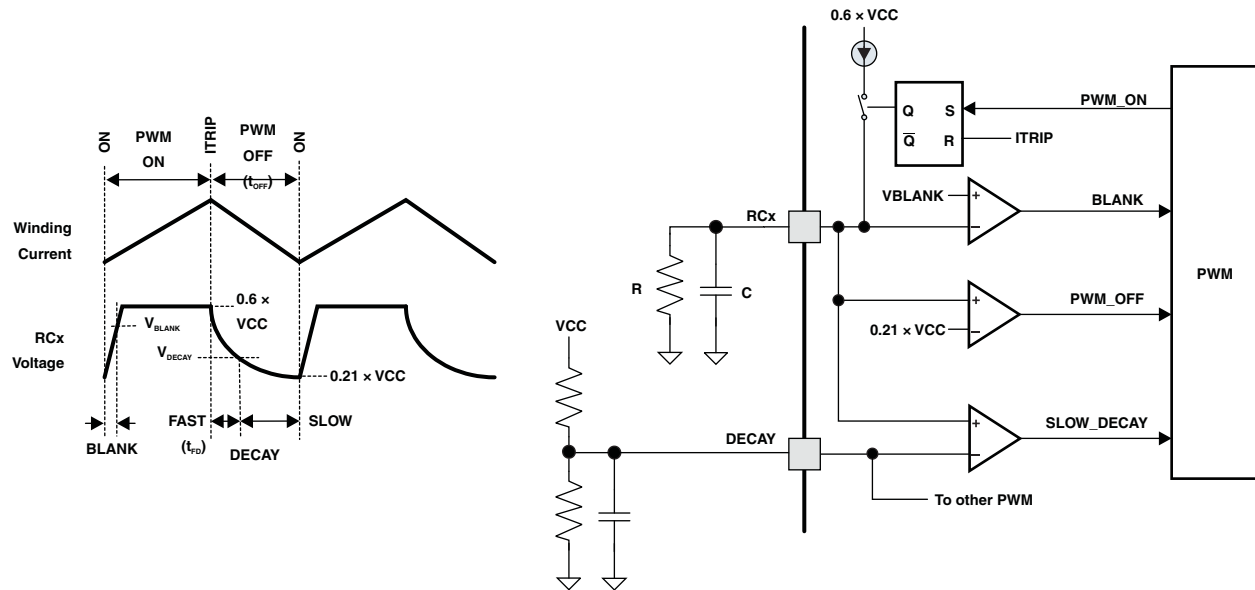 ON
PWM
ON
ITRIP
PWM
OFF
(tOFF)
ON
Winding
Current
RCx
Voltage
0.6 ×
VCC
VBLANK
VDECAY
0.21 × VCC
BLANK
FAST
(tFD)
DECAY
SLOW
0.6 × VCC
Q S
Q̅ R
PWM_ON
ITRIP
VBLANK
+
−
BLANK
RCx
R
C
+
−
0.21 × VCC
PWM_OFF
PWM
VCC
DECAY
+
−
SLOW_DECAY
To other PWM